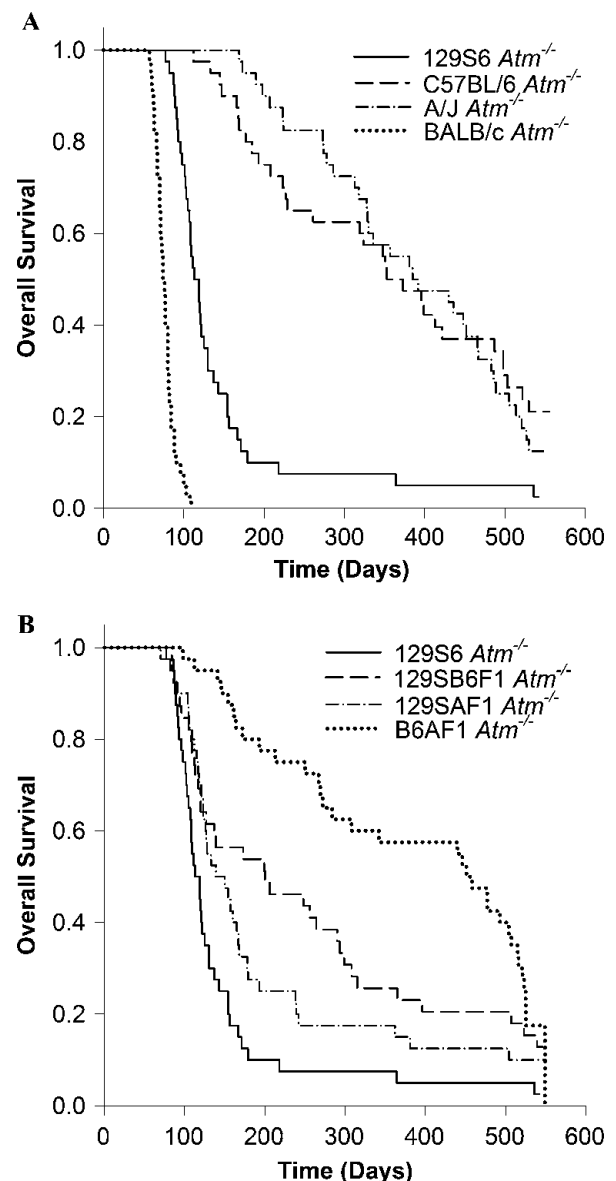 A
1.0
0.8
0.6
0.4
0.2
0.0
Overall Survival
129S6 Atm-/-
C57BL/6 Atm-/-
A/J Atm-/-
BALB/c Atm-/-
0 100 200 300 400 500 600
Time (Days)
B
1.0
0.8
0.6
0.4
0.2
0.0
Overall Survival
129S6 Atm-/-
129SB6F1 Atm-/-
129SAF1 Atm-/-
B6AF1 Atm-/-
0 100 200 300 400 500 600
Time (Days)